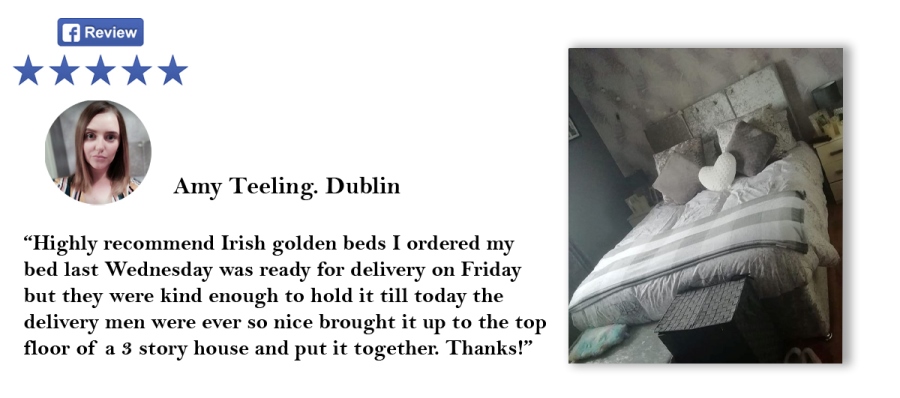 f Review
Amy Teeling. Dublin
“Highly recommend Irish golden beds I ordered my
bed last Wednesday was ready for delivery on Friday
but they were kind enough to hold it till today the
delivery men were ever so nice brought it up to the top
floor of a 3 story house and put it together. Thanks!”